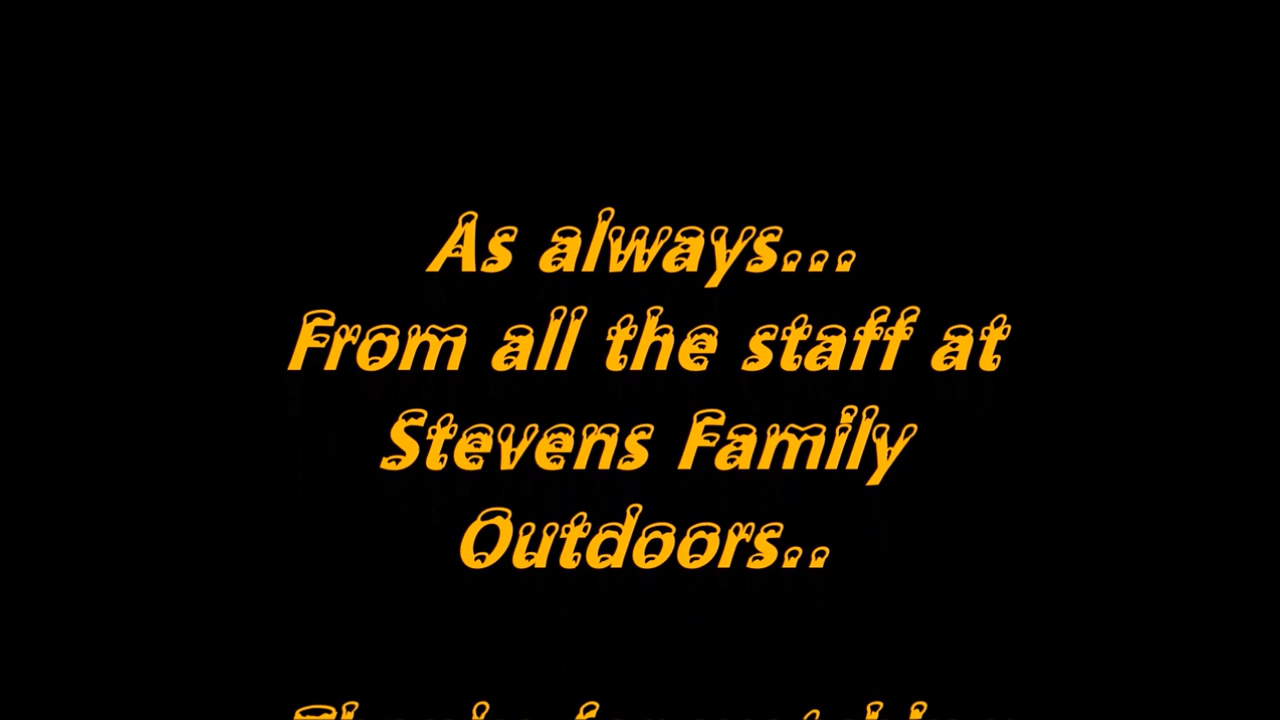 As always...
From all the staff at
Stevens Family
Outdoors..